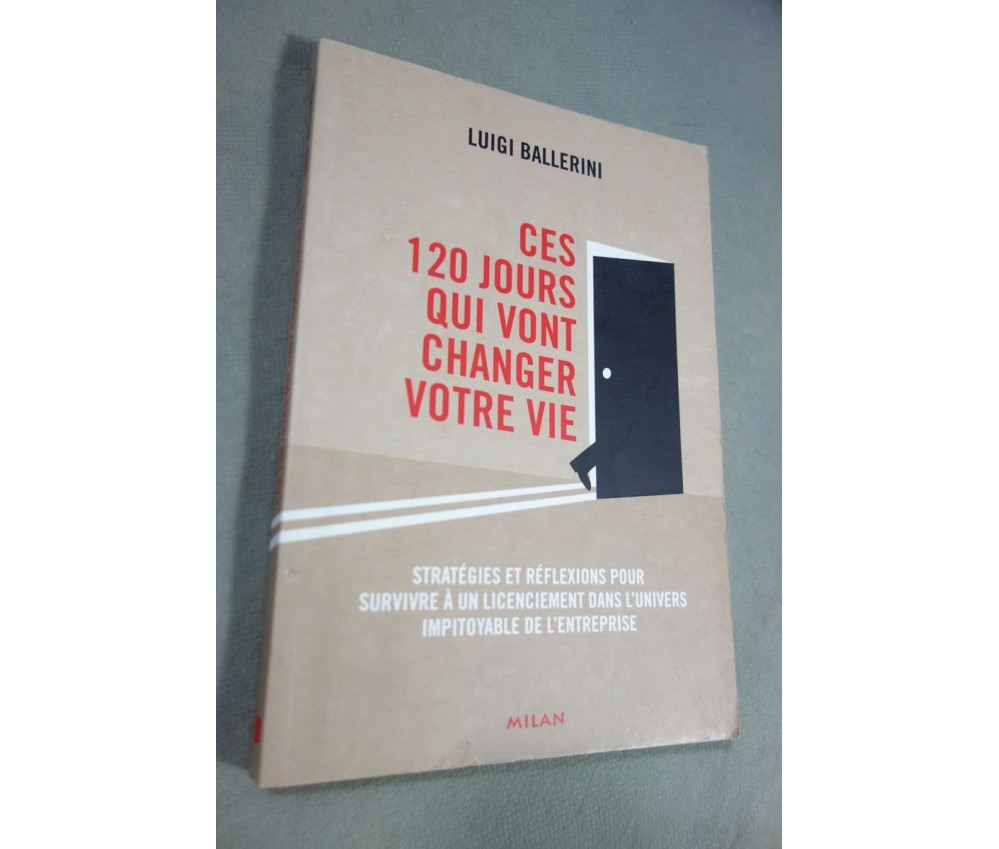 LUIGI BALLERINI
CES
120 JOURS
QUI VONT
CHANGER
VOTRE VIE
STRATÉGIES ET RÉFLEXIONS POUR
SURVIVRE À UN LICENCIEMENT DANS L'UNIVERS
IMPITOYABLE DE L'ENTREPRISE
MILAN